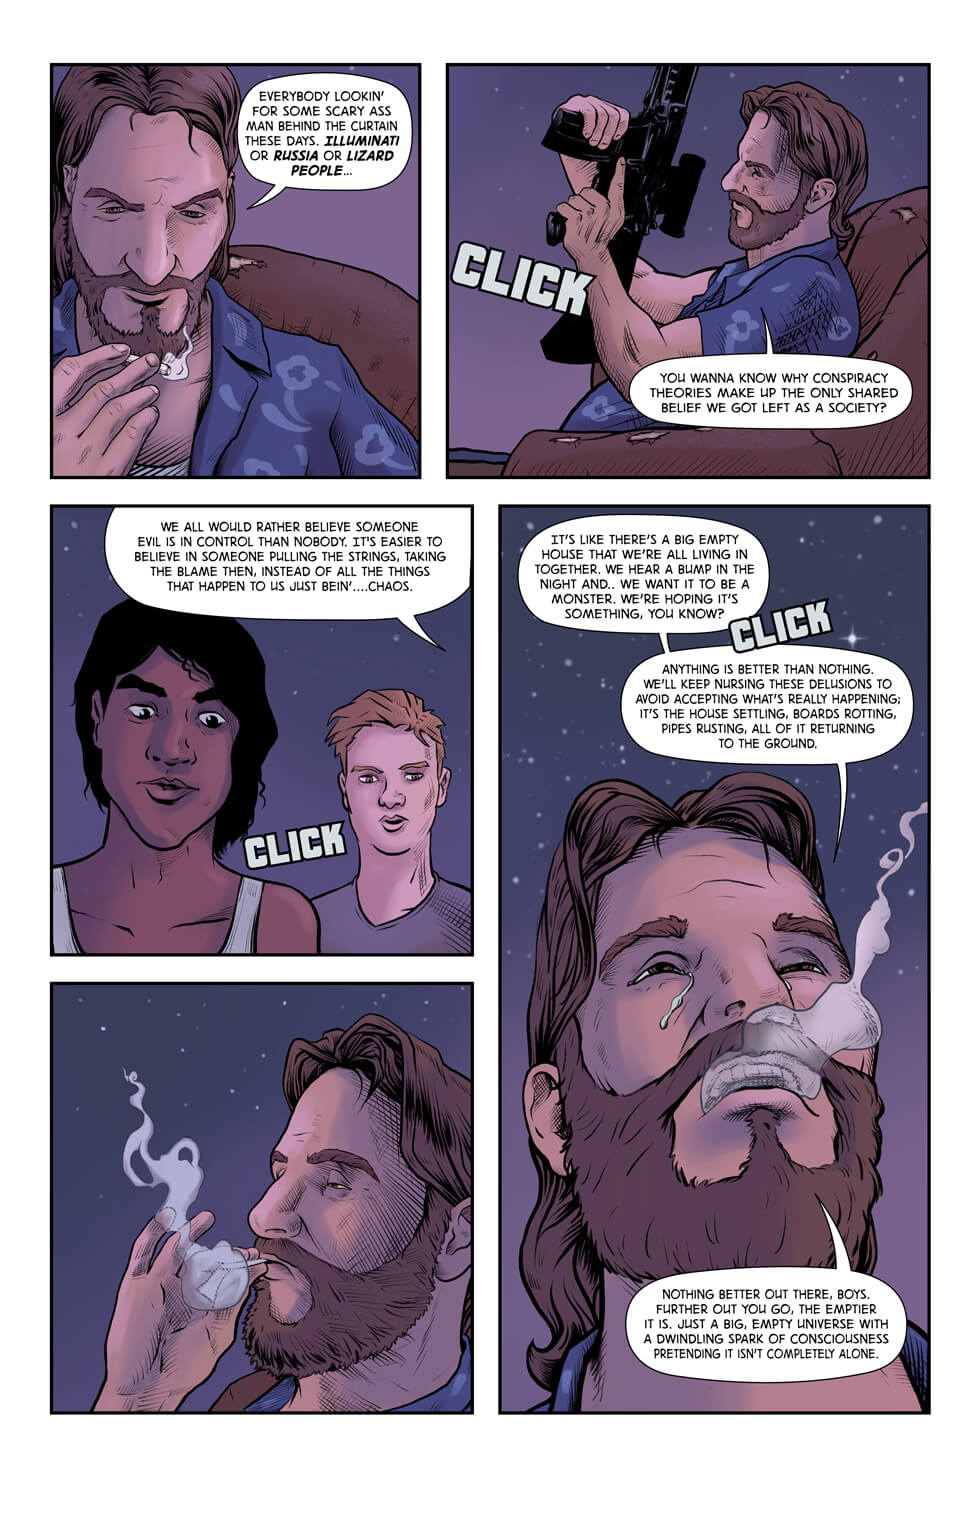 EVERYBODY LOOKIN'
FOR SOME SCARY ASS
MAN BEHIND THE CURTAIN
THESE DAYS. ILLUMINATI
OR RUSSIA OR LIZARD
PEOPLE...
CLICK
YOU WANNA KNOW WHY CONSPIRACY
THEORIES MAKE UP THE ONLY SHARED
BELIEF WE GOT LEFT AS A SOCIETY?
WE ALL WOULD RATHER BELIEVE SOMEONE
EVIL IS IN CONTROL THAN NOBODY. IT'S EASIER TO
BELIEVE IN SOMEONE PULLING THE STRINGS, TAKING
THE BLAME THEN, INSTEAD OF ALL THE THINGS
THAT HAPPEN TO US JUST BEIN'....CHAOS.
CLICK
IT'S LIKE THERE'S A BIG EMPTY
HOUSE THAT WE'RE ALL LIVING IN
TOGETHER. WE HEAR A BUMP IN THE
NIGHT AND.. WE WANT IT TO BE A
MONSTER. WE'RE HOPING IT'S
SOMETHING, YOU KNOW?
CLICK
ANYTHING IS BETTER THAN NOTHING.
WE'LL KEEP NURSING THESE DELUSIONS TO
AVOID ACCEPTING WHAT'S REALLY HAPPENING;
IT'S THE HOUSE SETTLING, BOARDS ROTTING,
PIPES RUSTING, ALL OF IT RETURNING
TO THE GROUND.
NOTHING BETTER OUT THERE, BOYS.
FURTHER OUT YOU GO, THE EMPTIER
IT IS. JUST A BIG, EMPTY UNIVERSE WITH
A DWINDLING SPARK OF CONSCIOUSNESS
PRETENDING IT ISN'T COMPLETELY ALONE.